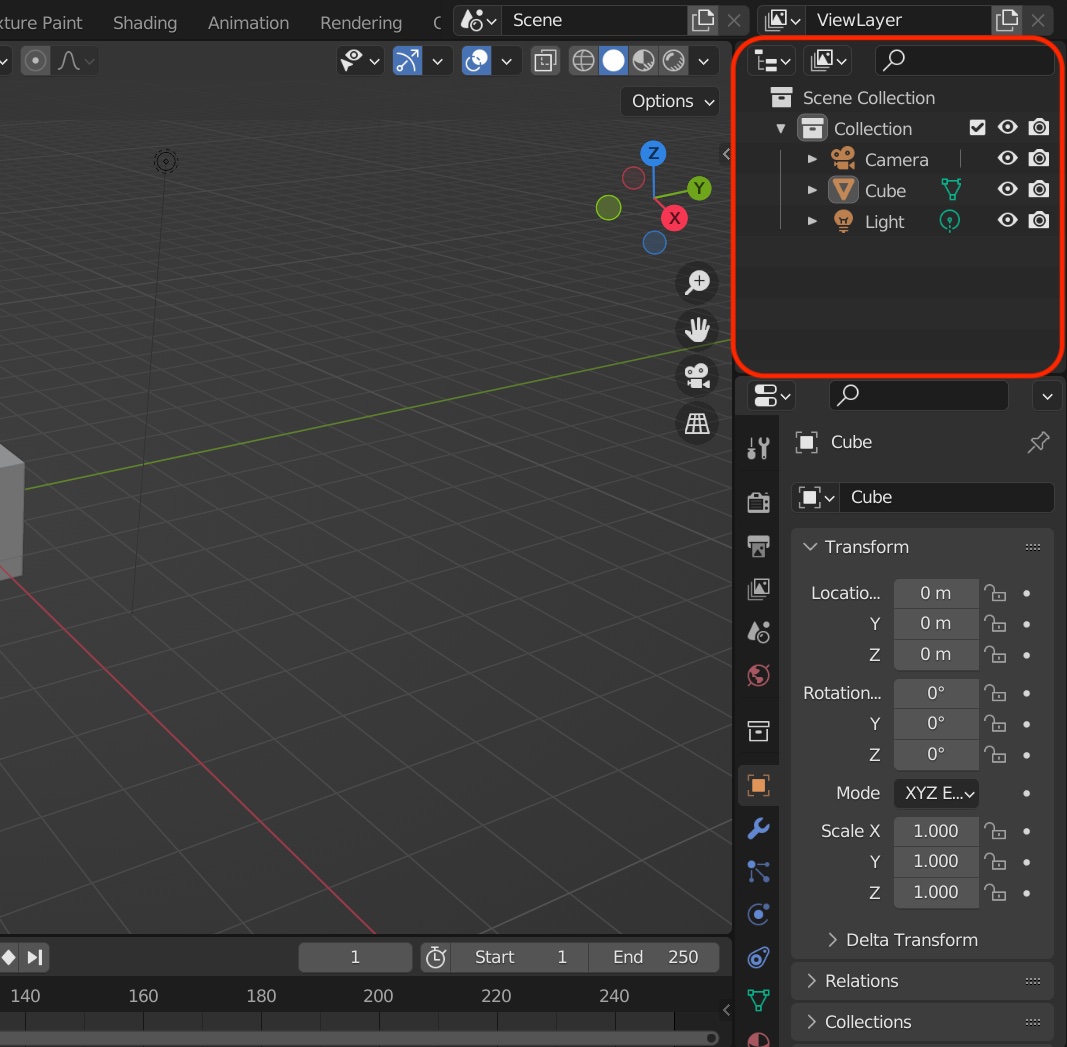 xture Paint Shading Animation Rendering C Scene ViewLayer
Options
Z
Y
X
Scene Collection
Collection
Camera
Cube
Light
Cube
Cube
Transform
Locatio... 0 m
Y 0 m
Z 0 m
Rotation... 0°
Y 0°
Z 0°
Mode XYZ E...
Scale X 1.000
Y 1.000
Z 1.000
Delta Transform
Relations
Collections
1 Start 1 End 250
140 160 180 200 220 240